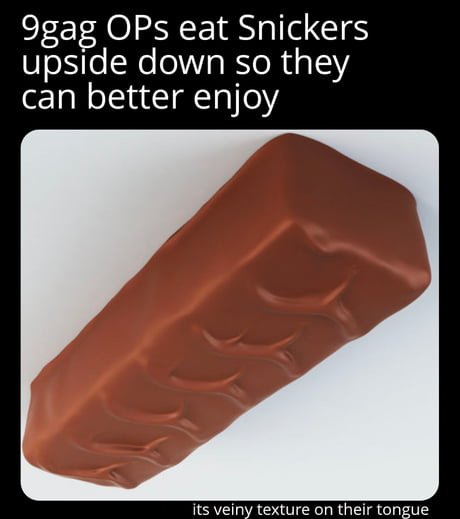 9gag OPs eat Snickers
upside down so they
can better enjoy
its veiny texture on their tongue